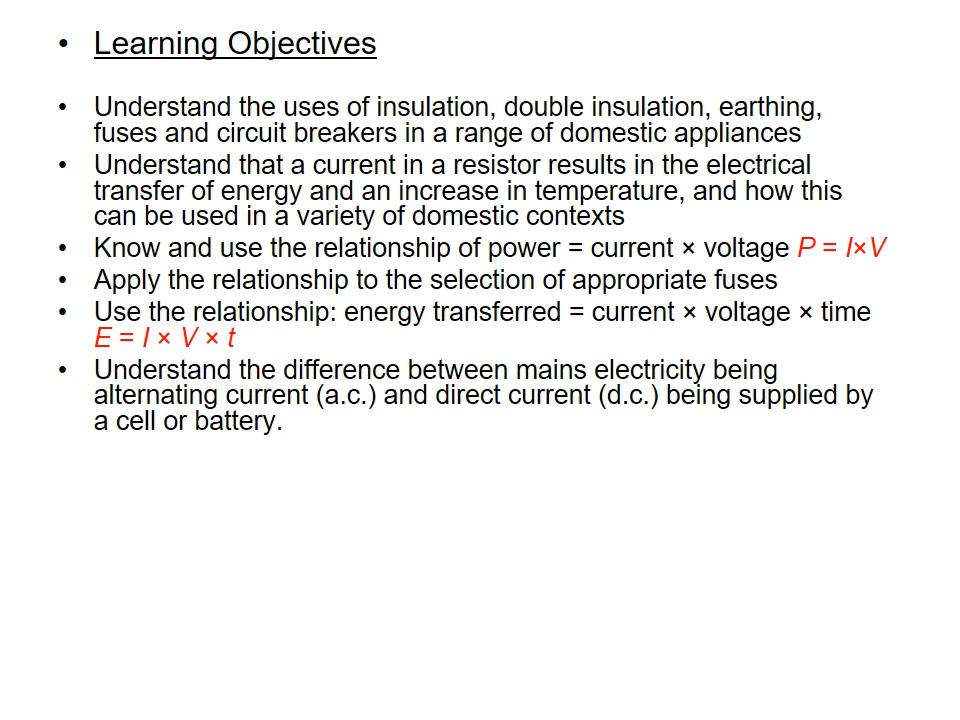 • Learning Objectives
• Understand the uses of insulation, double insulation, earthing,
fuses and circuit breakers in a range of domestic appliances
• Understand that a current in a resistor results in the electrical
transfer of energy and an increase in temperature, and how this
can be used in a variety of domestic contexts
• Know and use the relationship of power = current × voltage P = I×V
• Apply the relationship to the selection of appropriate fuses
• Use the relationship: energy transferred = current × voltage × time
E = I × V × t
• Understand the difference between mains electricity being
alternating current (a.c.) and direct current (d.c.) being supplied by
a cell or battery.